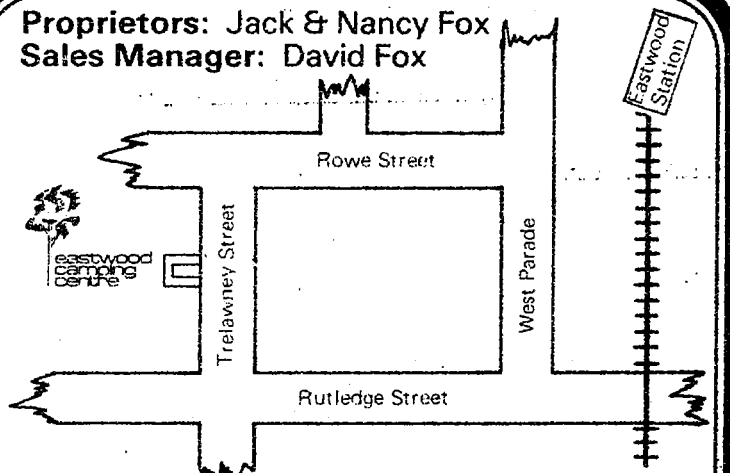 Proprietors: Jack & Nancy Fox
Sales Manager: David Fox
Eastwood
Station
Rowe Street
Trelawney Street
West Parade
eastwood
camping
centre
Rutledge Street